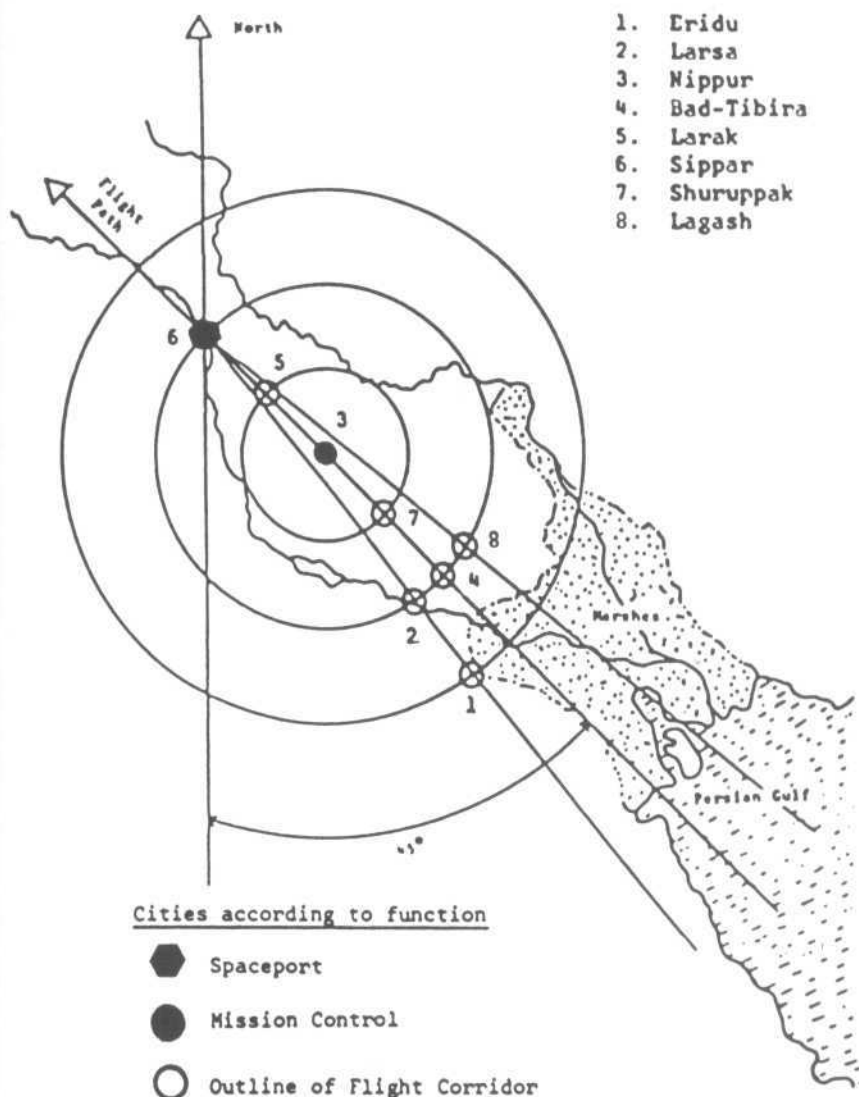 North
1. Eridu
2. Larsa
3. Nippur
4. Bad-Tibira
5. Larak
6. Sippar
7. Shuruppak
8. Lagash
Flight
Path
6
5
3
7
8
4
2
1
Marshes
Persian Gulf
45°
Cities according to function
Spaceport
Mission Control
Outline of Flight Corridor